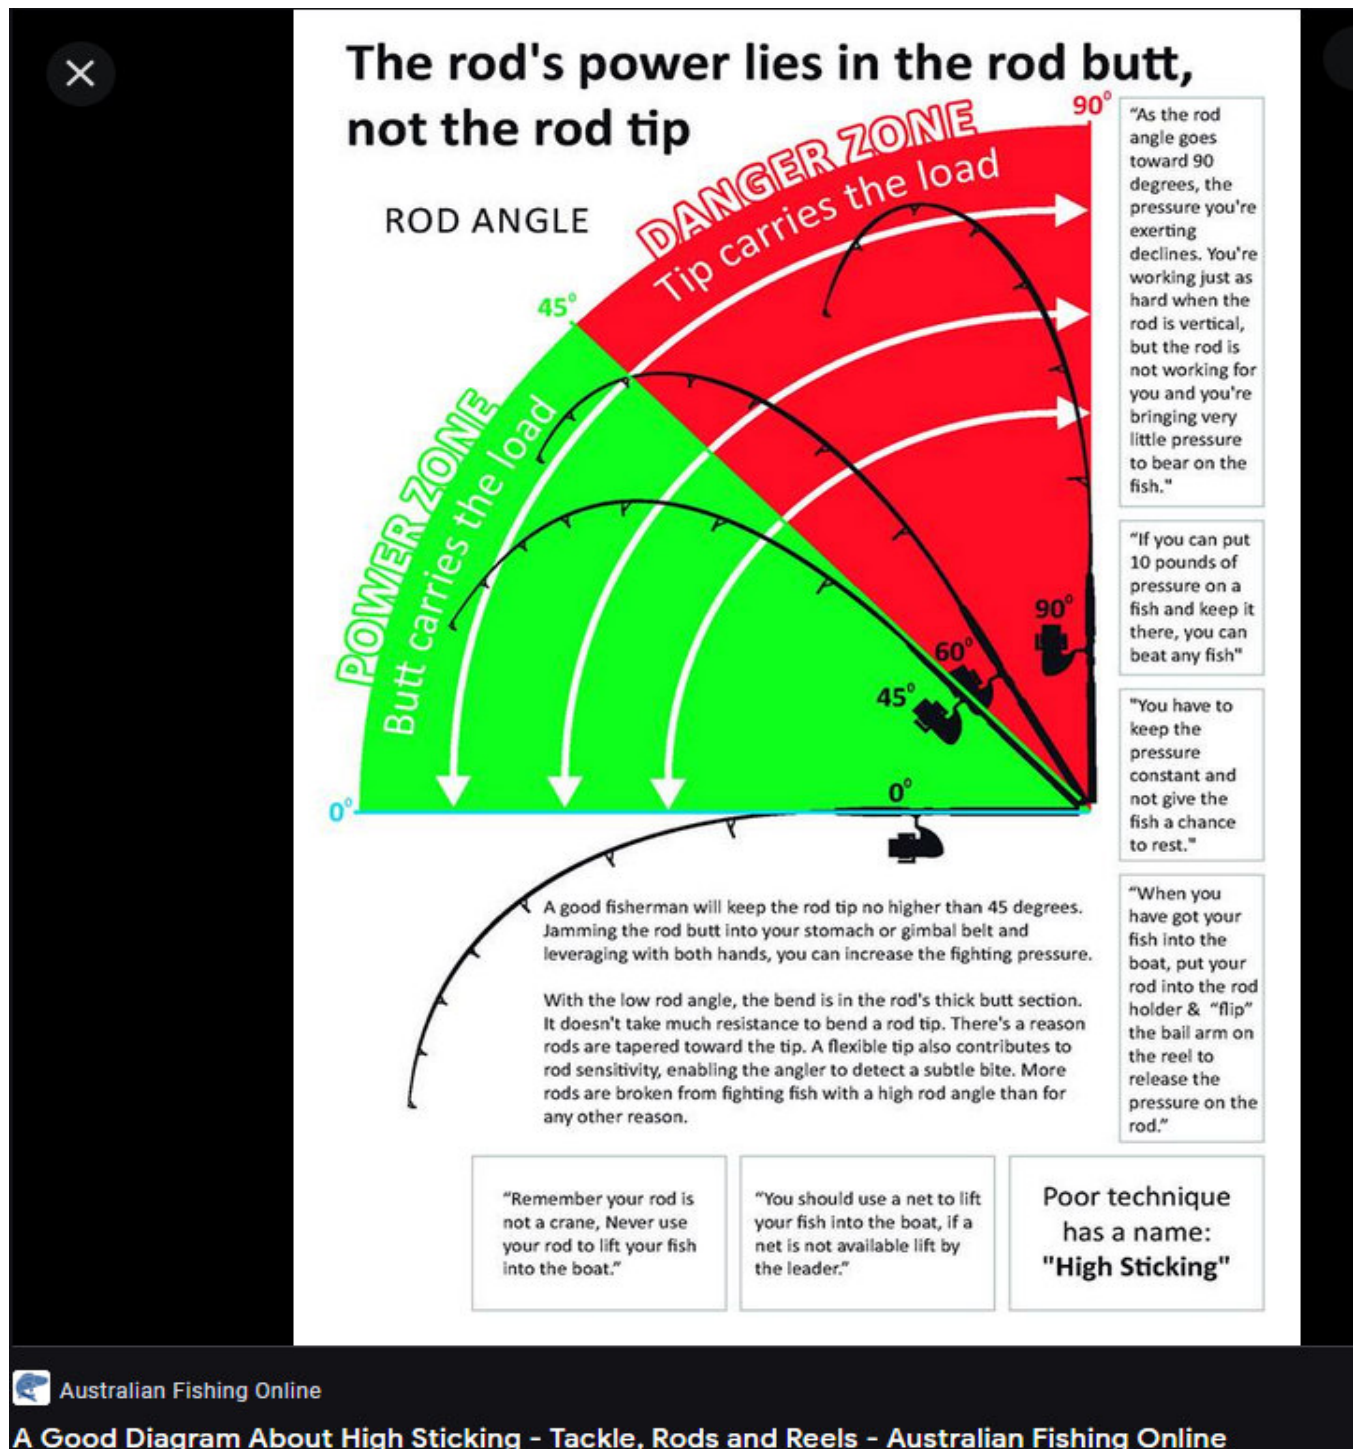 The rod's power lies in the rod butt,
not the rod tip
ROD ANGLE
DANGER ZONE
Tip carries the load
POWER ZONE
Butt carries the load
90°
45°
0°
90°
60°
45°
0°
“As the rod
angle goes
toward 90
degrees, the
pressure you're
exerting
declines. You're
working just as
hard when the
rod is vertical,
but the rod is
not working for
you and you're
bringing very
little pressure
to bear on the
fish."
“If you can put
10 pounds of
pressure on a
fish and keep it
there, you can
beat any fish"
"You have to
keep the
pressure
constant and
not give the
fish a chance
to rest."
“When you
have got your
fish into the
boat, put your
rod into the rod
holder & “flip”
the bail arm on
the reel to
release the
pressure on the
rod.”
A good fisherman will keep the rod tip no higher than 45 degrees.
Jamming the rod butt into your stomach or gimbal belt and
leveraging with both hands, you can increase the fighting pressure.
With the low rod angle, the bend is in the rod's thick butt section.
It doesn't take much resistance to bend a rod tip. There's a reason
rods are tapered toward the tip. A flexible tip also contributes to
rod sensitivity, enabling the angler to detect a subtle bite. More
rods are broken from fighting fish with a high rod angle than for
any other reason.
“Remember your rod is
not a crane, Never use
your rod to lift your fish
into the boat.”
“You should use a net to lift
your fish into the boat, if a
net is not available lift by
the leader.”
Poor technique
has a name:
"High Sticking"
Australian Fishing Online
A Good Diagram About High Sticking - Tackle, Rods and Reels - Australian Fishing Online